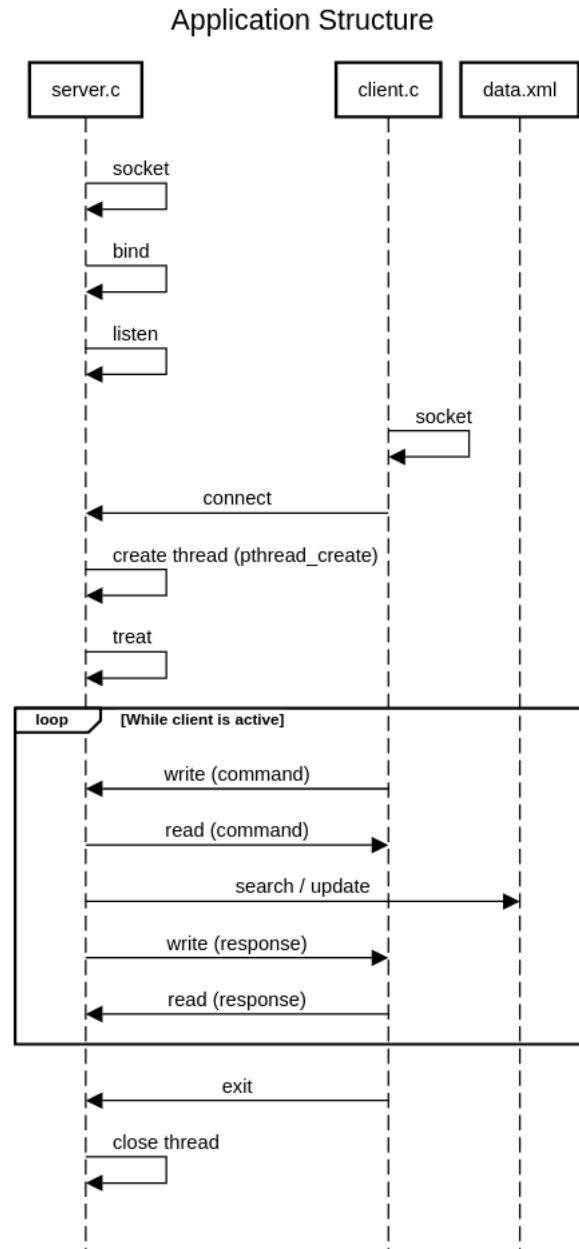 Application Structure
server.c
client.c
data.xml
socket
bind
listen
socket
connect
create thread (pthread_create)
treat
loop
[While client is active]
write (command)
read (command)
search / update
write (response)
read (response)
exit
close thread